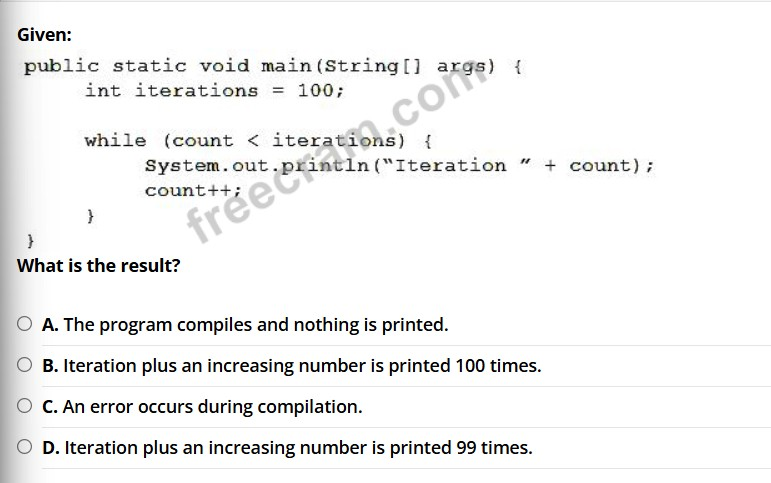 Given:
public static void main(String[] args) {
int iterations = 100;
while (count < iterations) {
System.out.println("Iteration " + count);
count++;
}
}
freecram.com
What is the result?
A. The program compiles and nothing is printed.
B. Iteration plus an increasing number is printed 100 times.
C. An error occurs during compilation.
D. Iteration plus an increasing number is printed 99 times.